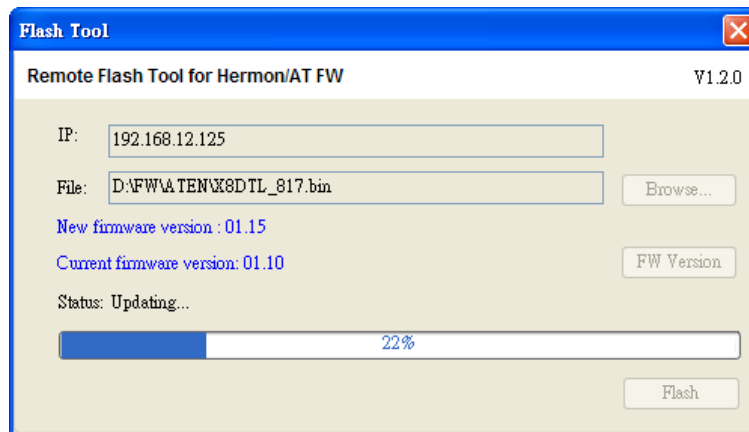 Flash Tool
Remote Flash Tool for Hermon/AT FW V1.2.0
IP: 192.168.12.125
File: D:\FW\ATEN\X8DTL_817.bin Browse...
New firmware version : 01.15
Current firmware version: 01.10 FW Version
Status: Updating...
22%
Flash